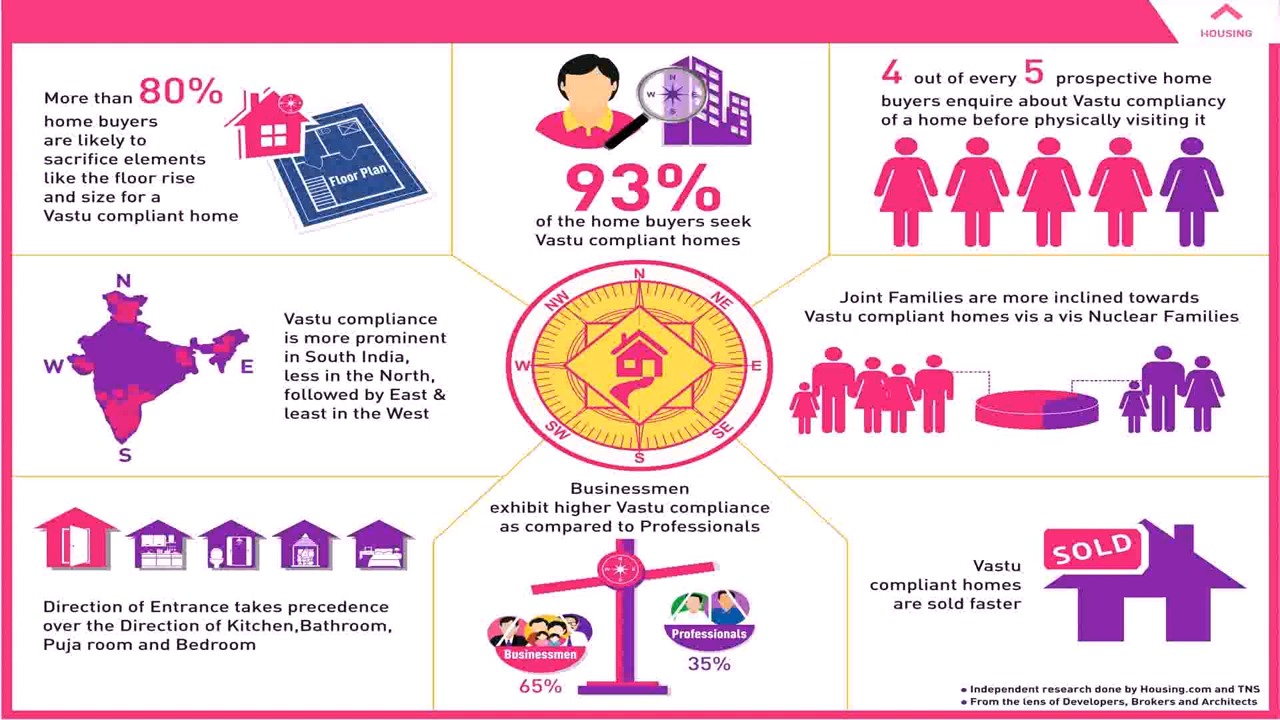 HOUSING
More than 80%
home buyers
are likely to
sacrifice elements
like the floor rise
and size for a
Vastu compliant home
Floor Plan
N
W E
S
93%
of the home buyers seek
Vastu compliant homes
4 out of every 5 prospective home
buyers enquire about Vastu compliancy
of a home before physically visiting it
N
W E
S
Vastu compliance
is more prominent
in South India,
less in the North,
followed by East &
least in the West
N
NW NE
W E
SW SE
S
Joint Families are more inclined towards
Vastu compliant homes vis a vis Nuclear Families
Direction of Entrance takes precedence
over the Direction of Kitchen,Bathroom,
Puja room and Bedroom
Businessmen
exhibit higher Vastu compliance
as compared to Professionals
Businessmen
65%
Professionals
35%
Vastu
compliant homes
are sold faster
SOLD
• Independent research done by Housing.com and TNS
• From the lens of Developers, Brokers and Architects